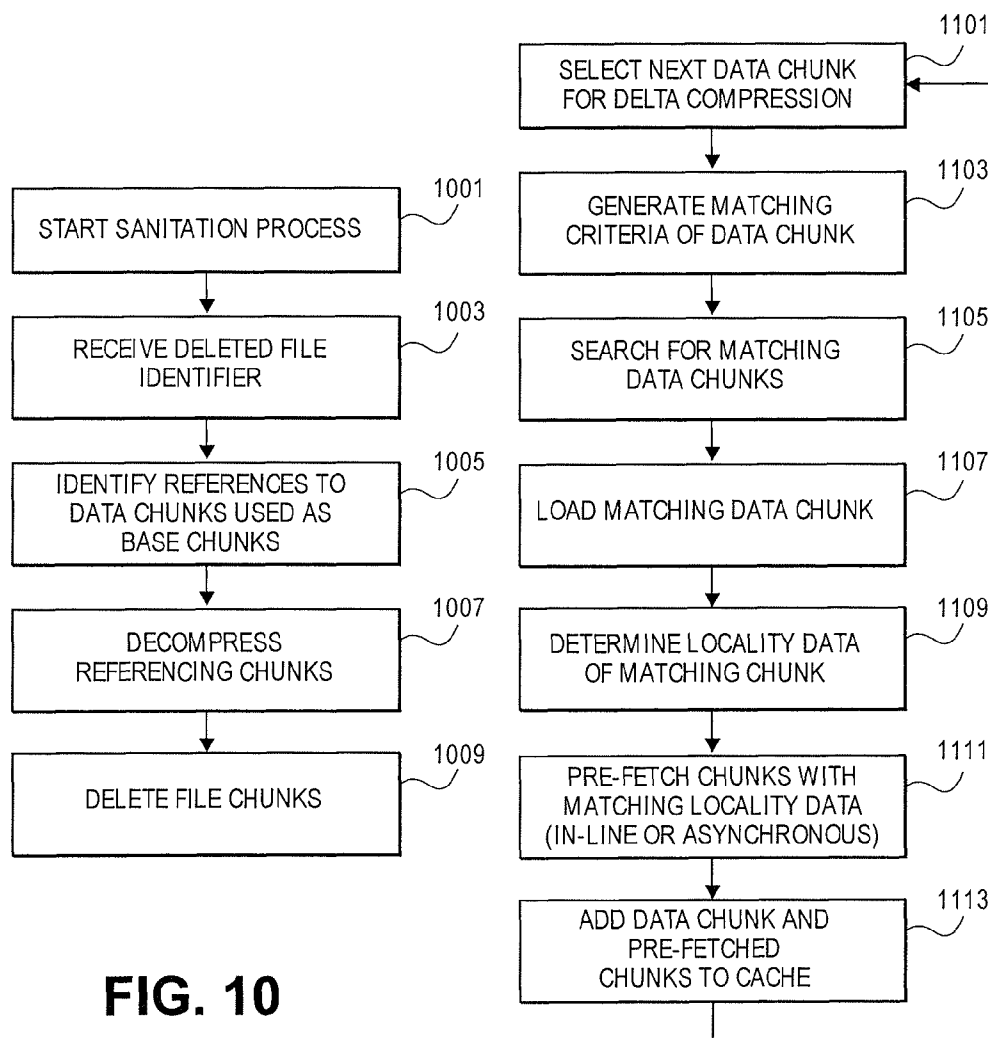 1001
START SANITATION PROCESS
1003
RECEIVE DELETED FILE
IDENTIFIER
1005
IDENTIFY REFERENCES TO
DATA CHUNKS USED AS
BASE CHUNKS
1007
DECOMPRESS
REFERENCING CHUNKS
1009
DELETE FILE CHUNKS
FIG. 10
1101
SELECT NEXT DATA CHUNK
FOR DELTA COMPRESSION
1103
GENERATE MATCHING
CRITERIA OF DATA CHUNK
1105
SEARCH FOR MATCHING
DATA CHUNKS
1107
LOAD MATCHING DATA CHUNK
1109
DETERMINE LOCALITY DATA
OF MATCHING CHUNK
1111
PRE-FETCH CHUNKS WITH
MATCHING LOCALITY DATA
(IN-LINE OR ASYNCHRONOUS)
1113
ADD DATA CHUNK AND
PRE-FETCHED
CHUNKS TO CACHE